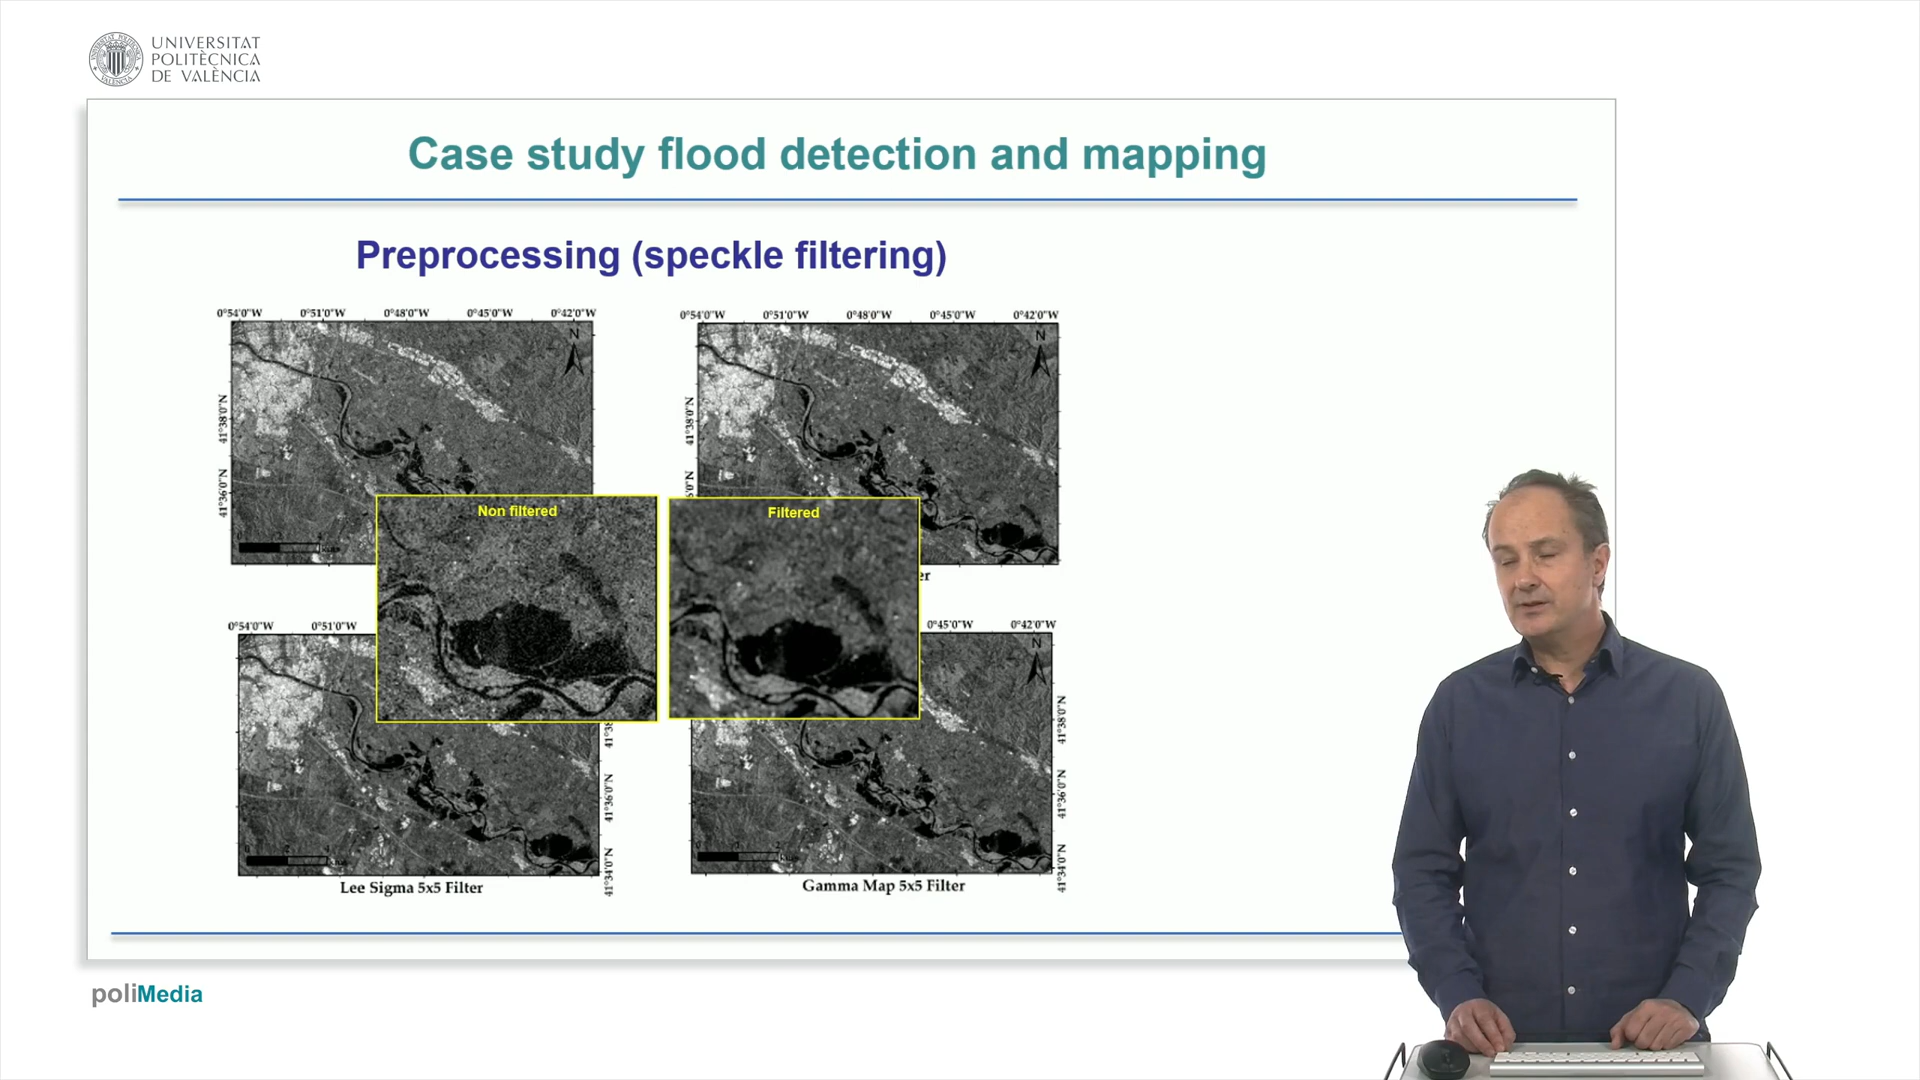 UNIVERSITAT
POLITÈCNICA
DE VALÈNCIA
Case study flood detection and mapping
Preprocessing (speckle filtering)
0°54'0"W 0°51'0"W 0°48'0"W 0°45'0"W 0°42'0"W
0°54'0"W 0°51'0"W 0°48'0"W 0°45'0"W 0°42'0"W
N
N
41°38'0"N
41°36'0"N
41°38'0"N
Non filtered
Filtered
0°54'0"W 0°51'0"W
0°45'0"W 0°42'0"W
N
41°36'0"N
41°34'0"N
41°38'0"N
41°36'0"N
41°34'0"N
Lee Sigma 5x5 Filter
Gamma Map 5x5 Filter
poliMedia